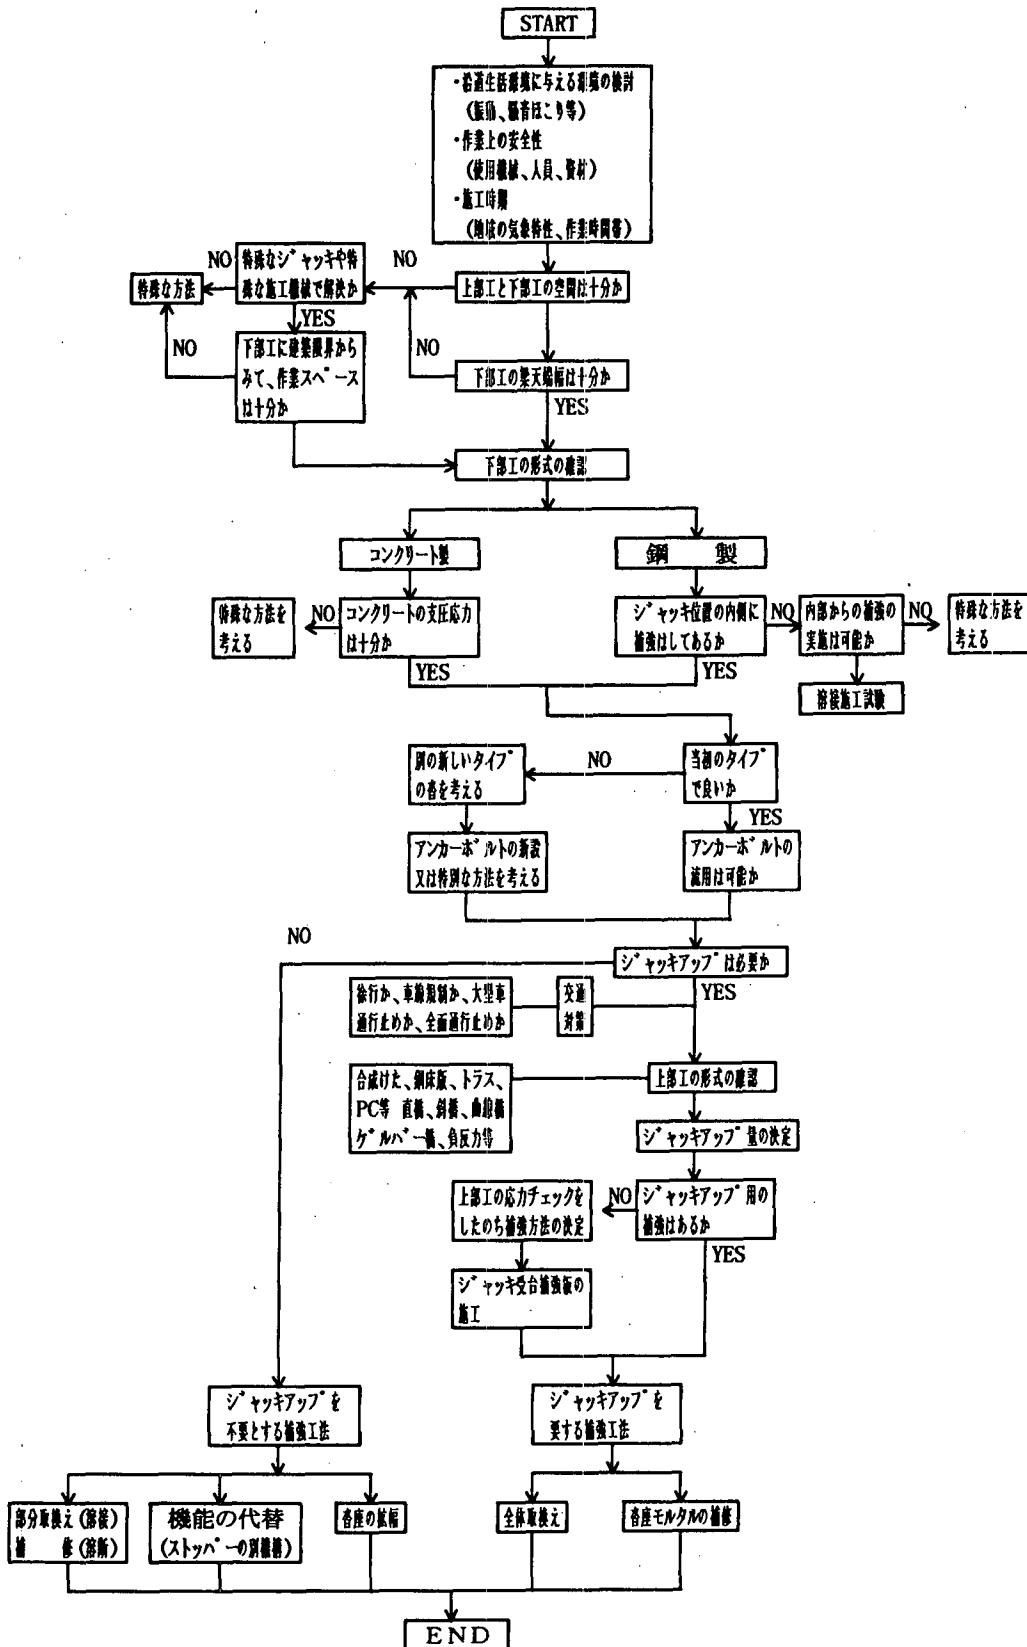 START
・沿道生活環境に与える環境の検討
(振動、騒音ほこり等)
・作業上の安全性
(使用機械、人員、資材)
・施工時期
(地域の気象特性、作業時間帯)
上部工と下部工の空間は十分か
NO
特殊なジャッキや特
殊な施工機械で解決か
NO
特殊な方法
YES
下部工に建築限界から
みて、作業スペース
は十分か
NO
NO
下部工の梁天端幅は十分か
YES
下部工の形式の確認
コンクリート製
鋼 製
特殊な方法を
考える
NO
コンクリートの支圧応力
は十分か
YES
ジャッキ位置の内側に
補強はしてあるか
YES
NO
内部からの補強の
実施は可能か
NO
特殊な方法を
考える
溶接施工試験
別の新しいタイプ
の沓を考える
NO
当初のタイプ
で良いか
YES
アンカーボルトの新設
又は特別な方法を考える
アンカーボルトの
流用は可能か
NO
ジャッキアップは必要か
YES
徐行か、車線規制か、大型車
通行止めか、全面通行止めか
交通
対策
合成けた、鋼床版、トラス、
PC等 直橋、斜橋、曲線橋
ゲルバー橋、負反力等
上部工の形式の確認
ジャッキアップ量の決定
上部工の応力チェックを
したのち補強方法の決定
NO
ジャッキアップ用の
補強はあるか
YES
ジャッキ受台補強板の
施工
ジャッキアップを
不要とする補強工法
ジャッキアップを
要する補強工法
部分取換え(溶接)
補 修(溶断)
機能の代替
(ストッパーの別機構)
沓座の拡幅
全体取換え
沓座モルタルの補修
END